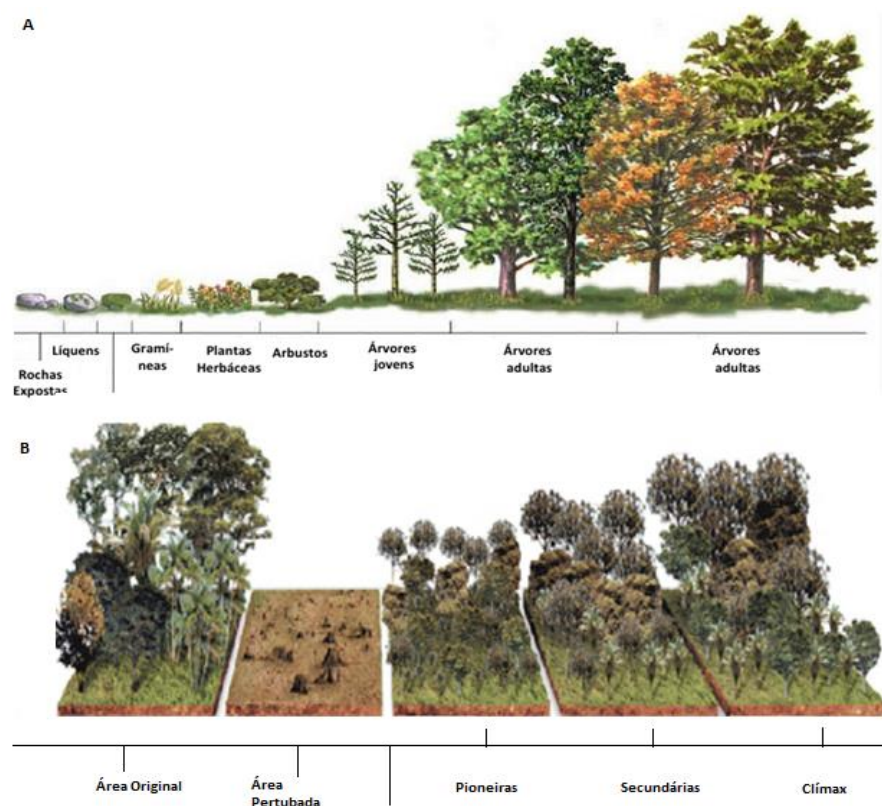 A
Líquens
Gramí-
neas
Plantas
Herbáceas
Arbustos
Árvores
jovens
Árvores
adultas
Árvores
adultas
Rochas
Expostas
B
Área Original
Área
Pertubada
Pioneiras
Secundárias
Clímax